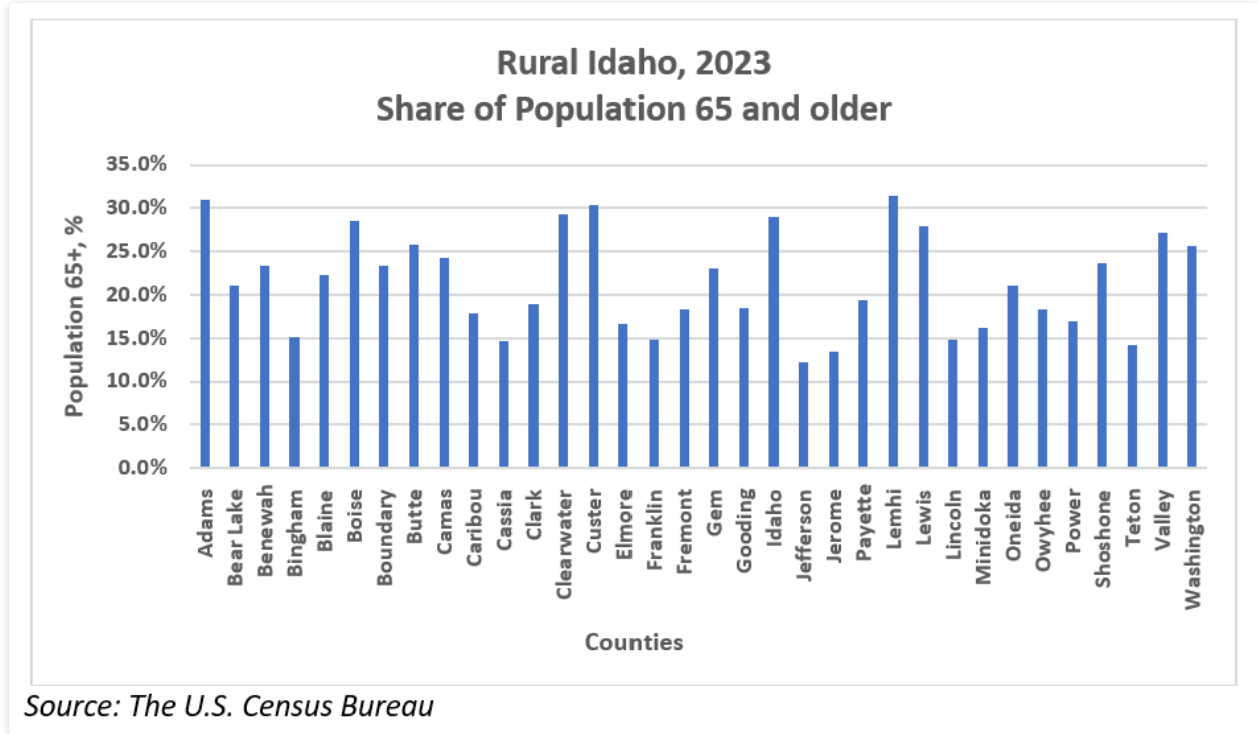 Rural Idaho, 2023
Share of Population 65 and older
Population 65+, %
35.0%
30.0%
25.0%
20.0%
15.0%
10.0%
5.0%
0.0%
Adams
Bear Lake
Benewah
Bingham
Blaine
Boise
Boundary
Butte
Camas
Caribou
Cassia
Clark
Clearwater
Custer
Elmore
Franklin
Fremont
Gem
Gooding
Idaho
Jefferson
Jerome
Payette
Lemhi
Lewis
Lincoln
Minidoka
Oneida
Owyhee
Power
Shoshone
Teton
Valley
Washington
Counties
Source: The U.S. Census Bureau